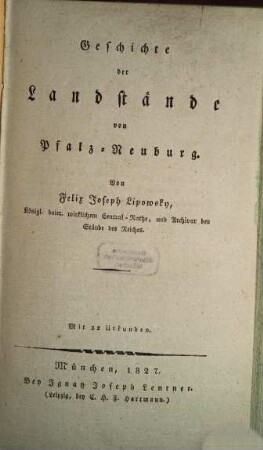 Geschichte
der
Landstände
von
Pfalz-Neuburg.
Von
Felix Joseph Lipowsky,
Königl. baier. wirklichem Central-Rathe, und Archivar der
Stände des Reiches.
Mit 22 Urkunden.
München, 1827.
Bey Ignaz Joseph Lentner.
(Leipzig, bey C. H. F. Hartmann.)